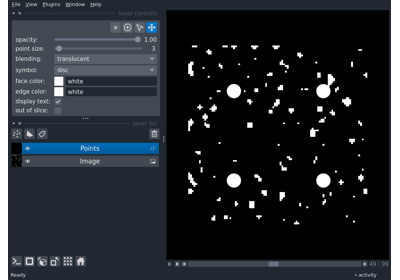 File View Plugins Window Help
layer controls
opacity: 1.00
point size: 3
blending: translucent
symbol: disc
face color: white
edge color: white
display text:
out of slice:
layer list
Points
Image
49 99
Ready activity